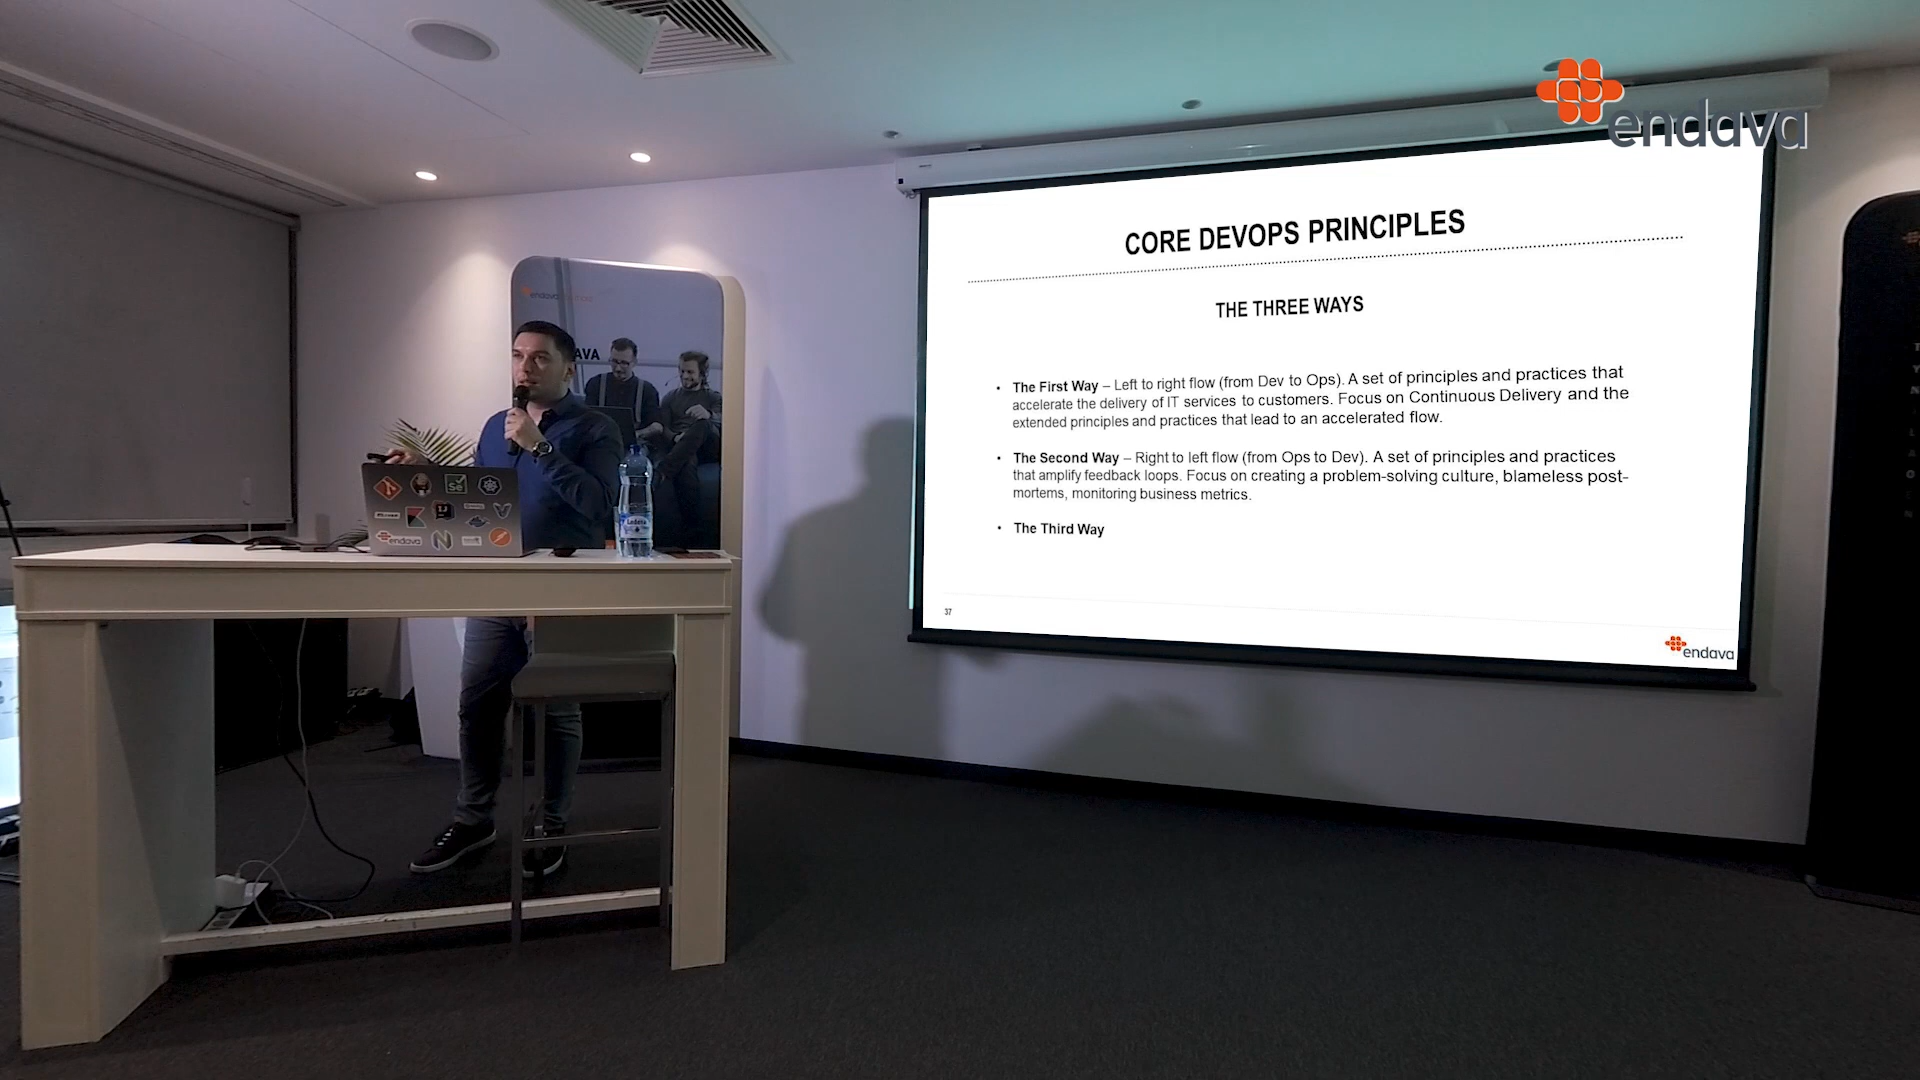 endava
CORE DEVOPS PRINCIPLES
THE THREE WAYS
• The First Way – Left to right flow (from Dev to Ops). A set of principles and practices that
accelerate the delivery of IT services to customers. Focus on Continuous Delivery and the
extended principles and practices that lead to an accelerated flow.
• The Second Way – Right to left flow (from Ops to Dev). A set of principles and practices
that amplify feedback loops. Focus on creating a problem-solving culture, blameless post-
mortems, monitoring business metrics.
• The Third Way
37
endava
endava
AVA
Se
IJ
endava